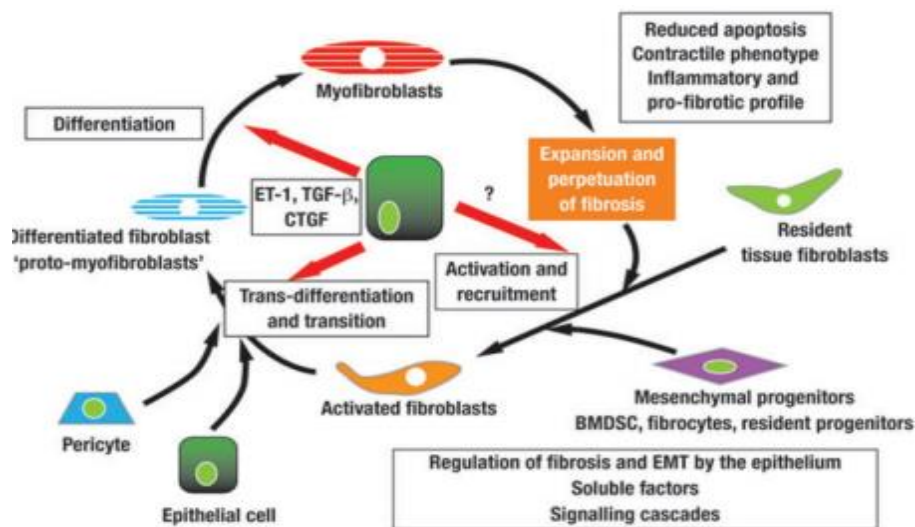 Reduced apoptosis
Contractile phenotype
Inflammatory and
pro-fibrotic profile
Myofibroblasts
Differentiation
Expansion and
perpetuation
of fibrosis
ET-1, TGF-β,
CTGF
?
Differentiated fibroblast
'proto-myofibroblasts'
Resident
tissue fibroblasts
Activation and
recruitment
Trans-differentiation
and transition
Activated fibroblasts
Mesenchymal progenitors
BMDSC, fibrocytes, resident progenitors
Pericyte
Epithelial cell
Regulation of fibrosis and EMT by the epithelium
Soluble factors
Signalling cascades